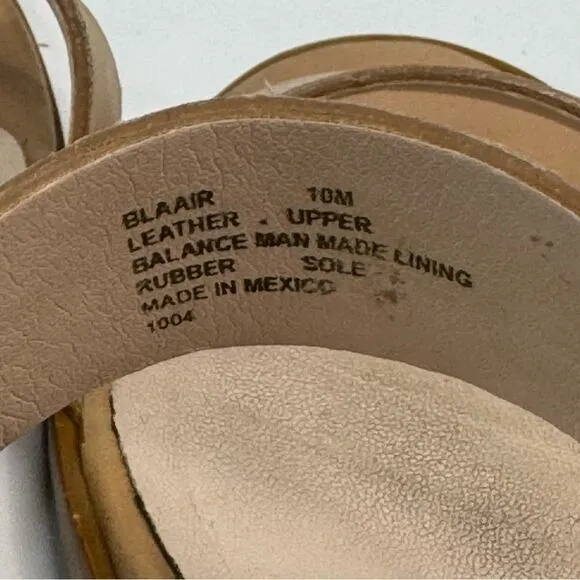 BLAAIR 10M
LEATHER . UPPER
BALANCE MAN MADE LINING
RUBBER SOLE
MADE IN MEXICO
1004